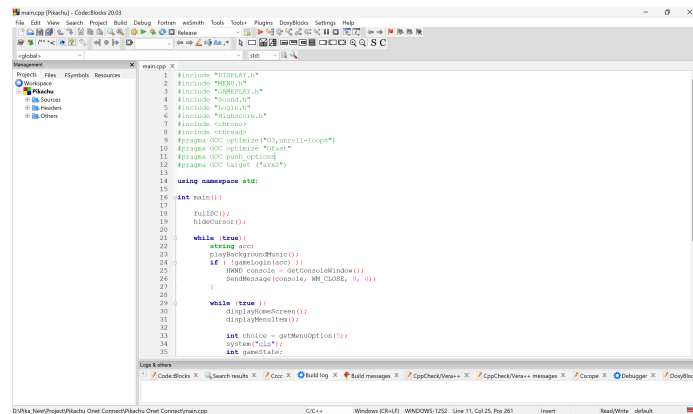 main.cpp [Pikachu] - Code::Blocks 20.03
File Edit View Search Project Build Debug Fortran wxSmith Tools Tools+ Plugins DoxyBlocks Settings Help
Release
/** *<
Aa .*
S C
<global>
std:
Management
Projects Files FSymbols Resources
Workspace
Pikachu
Sources
Headers
Others
main.cpp X
1 #include "DISPLAY.h"
2 #include "MENU.h"
3 #include "GAMEPLAY.h"
4 #include "Sound.h"
5 #include "Login.h"
6 #include "Highscore.h"
7 #include <chrono>
8 #include <thread>
9 #pragma GCC optimize("O3,unroll-loops")
10 #pragma GCC optimize "Ofast"
11 #pragma GCC push_options
12 #pragma GCC target ("avx2")
13
14 using namespace std;
15
16 int main(){
17
18 fullSC();
19 hideCursor();
20
21 while (true){
22 string acc;
23 playBackgroundMusic();
24 if ( !gameLogin(acc) ){
25 HWND console = GetConsoleWindow();
26 SendMessage(console, WM_CLOSE, 0, 0);
27 }
28
29 while (true ){
30 displayHomeScreen();
31 displayMenuItem();
32
33 int choice = getMenuOption(5);
34 system("cls");
35 int gameState;
Logs & others
Code::Blocks X Search results X Cccc X Build log X Build messages X CppCheck/Vera++ X CppCheck/Vera++ messages X Cscope X Debugger X DoxyBloc
D:\Pika_New\Project\Pikachu Onet Connect\Pikachu Onet Connect\main.cpp C/C++ Windows (CR+LF) WINDOWS-1252 Line 11, Col 25, Pos 261 Insert Read/Write default